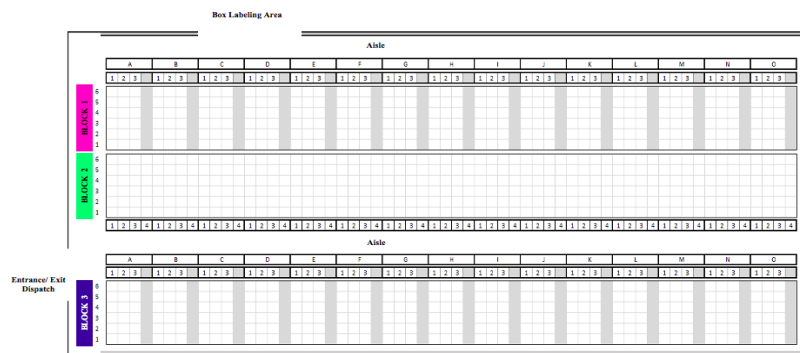 Box Labeling Area
Aisle
A B C D E F G H I J K L M N O
1 2 3 1 2 3 1 2 3 1 2 3 1 2 3 1 2 3 1 2 3 1 2 3 1 2 3 1 2 3 1 2 3 1 2 3 1 2 3 1 2 3 1 2 3
BLOCK 1
6
5
4
3
2
1
BLOCK 2
6
5
4
3
2
1
1 2 3 4 1 2 3 4 1 2 3 4 1 2 3 4 1 2 3 4 1 2 3 4 1 2 3 4 1 2 3 4 1 2 3 4 1 2 3 4 1 2 3 4 1 2 3 4 1 2 3 4 1 2 3 4 1 2 3 4
Aisle
A B C D E F G H I J K L M N O
1 2 3 1 2 3 1 2 3 1 2 3 1 2 3 1 2 3 1 2 3 1 2 3 1 2 3 1 2 3 1 2 3 1 2 3 1 2 3 1 2 3 1 2 3
Entrance/ Exit
Dispatch
BLOCK 3
6
5
4
3
2
1